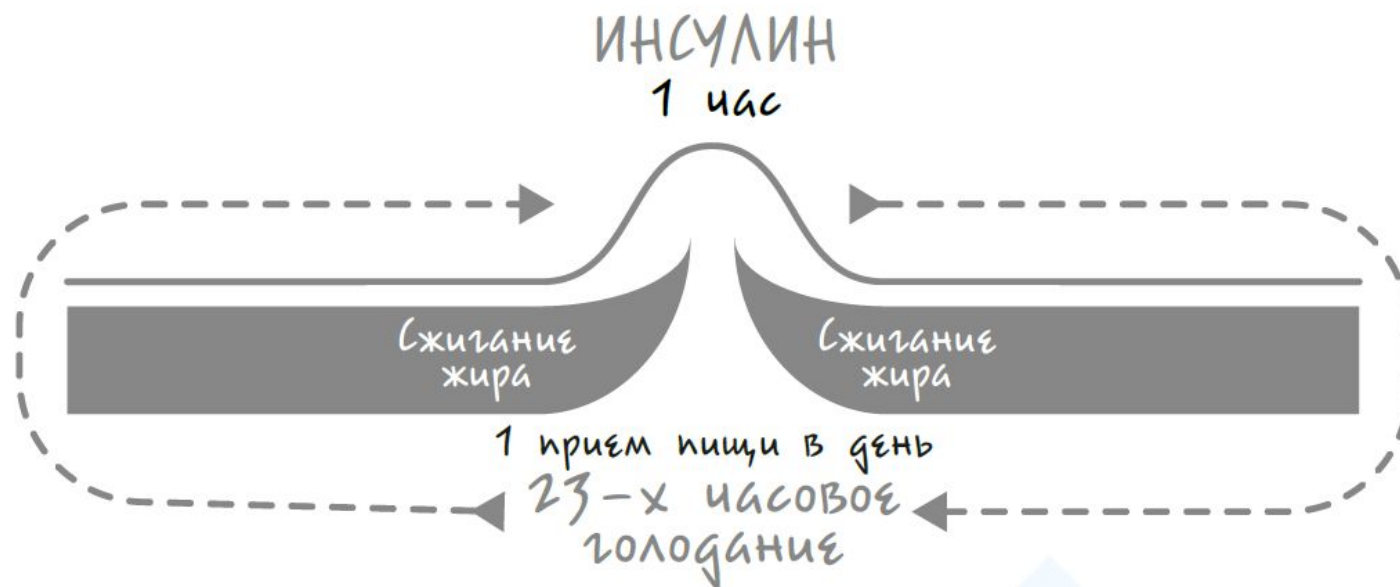 ИНСУЛИН
1 час
Сжигание
жира
Сжигание
жира
1 прием пищи в день
23-х часовое
голодание